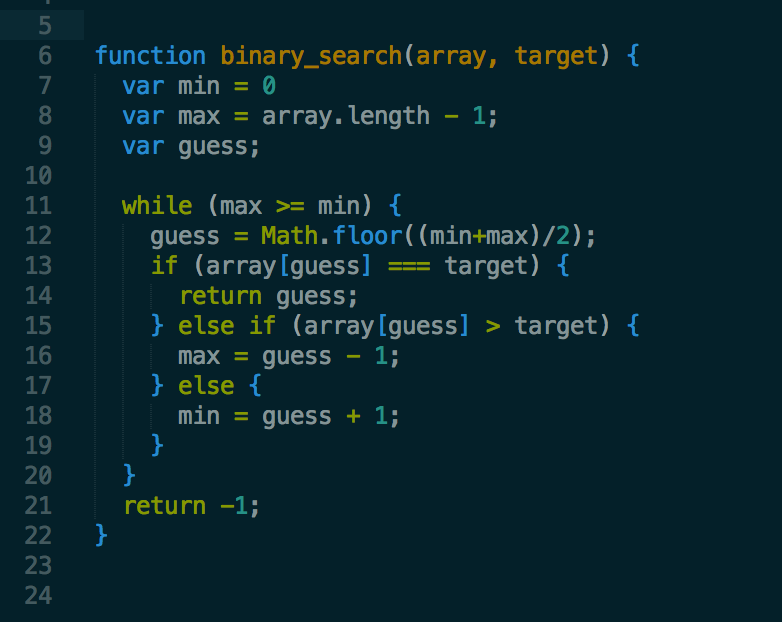 5
6 function binary_search(array, target) {
7   var min = 0
8   var max = array.length - 1;
9   var guess;
10
11   while (max >= min) {
12     guess = Math.floor((min+max)/2);
13     if (array[guess] === target) {
14       return guess;
15     } else if (array[guess] > target) {
16       max = guess - 1;
17     } else {
18       min = guess + 1;
19     }
20   }
21   return -1;
22 }
23
24